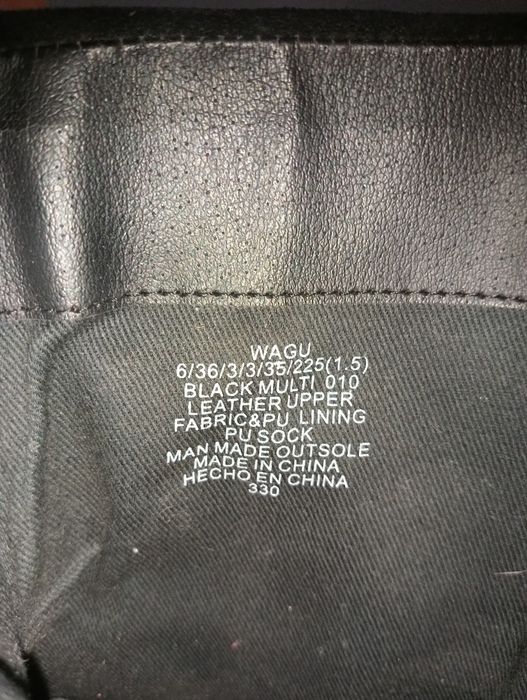 WAGU
6/36/3/3/35/225(1.5)
BLACK MULTI 010
LEATHER UPPER
FABRIC&PU LINING
PU SOCK
MAN MADE OUTSOLE
MADE IN CHINA
HECHO EN CHINA
330